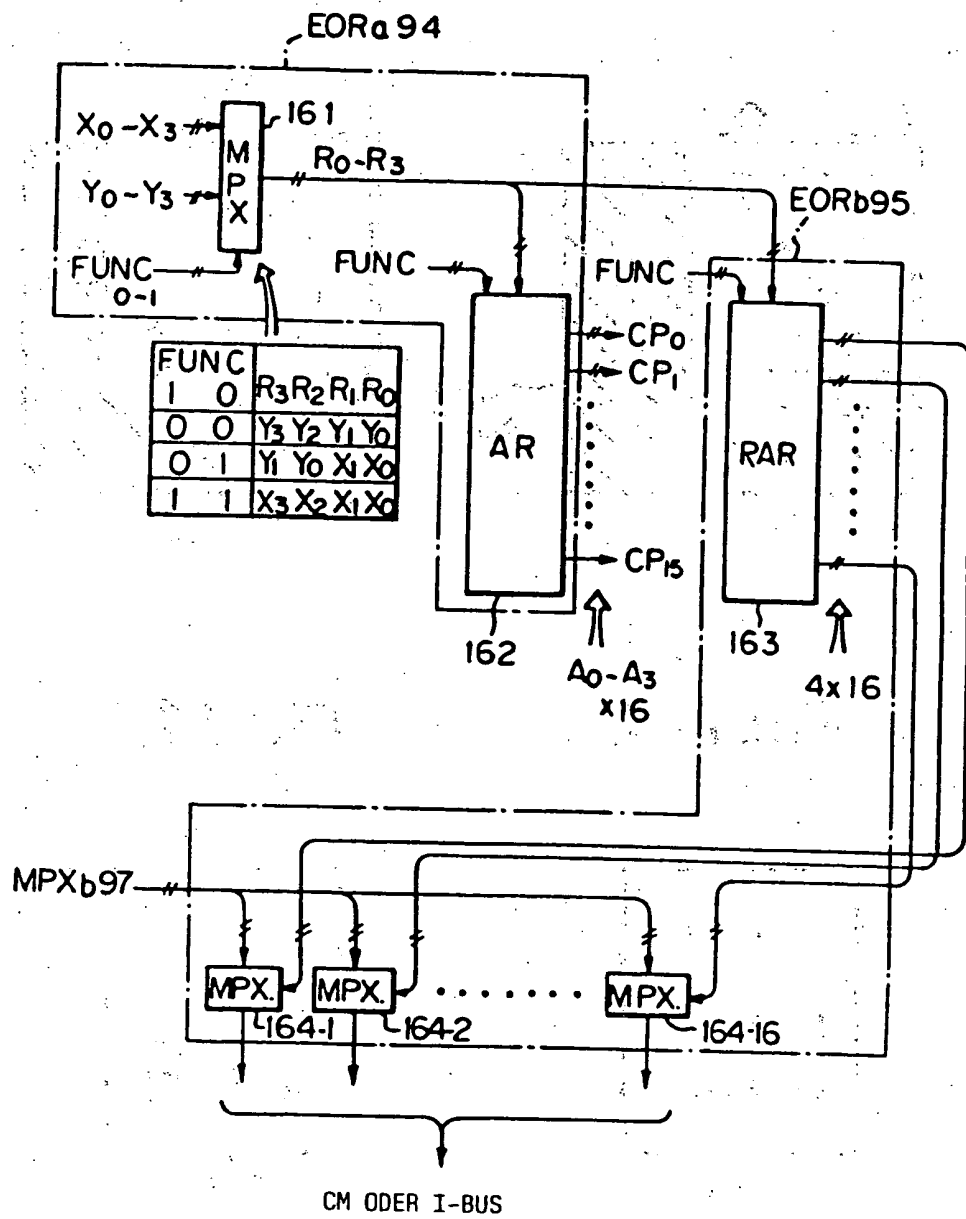 EORa 94
161
X0-X3
MPX
R0-R3
Y0-Y3
EORb95
FUNC
0-1
FUNC
FUNC
CP0
CP1
FUNC
1 0 R3 R2 R1 R0
0 0 Y3 Y2 Y1 Y0
0 1 Y1 Y0 X1 X0
1 1 X3 X2 X1 X0
AR
RAR
CP15
162
163
A0-A3
x16
4x16
MPXb97
MPX. MPX. MPX.
164-1 164-2 164-16
CM ODER I-BUS